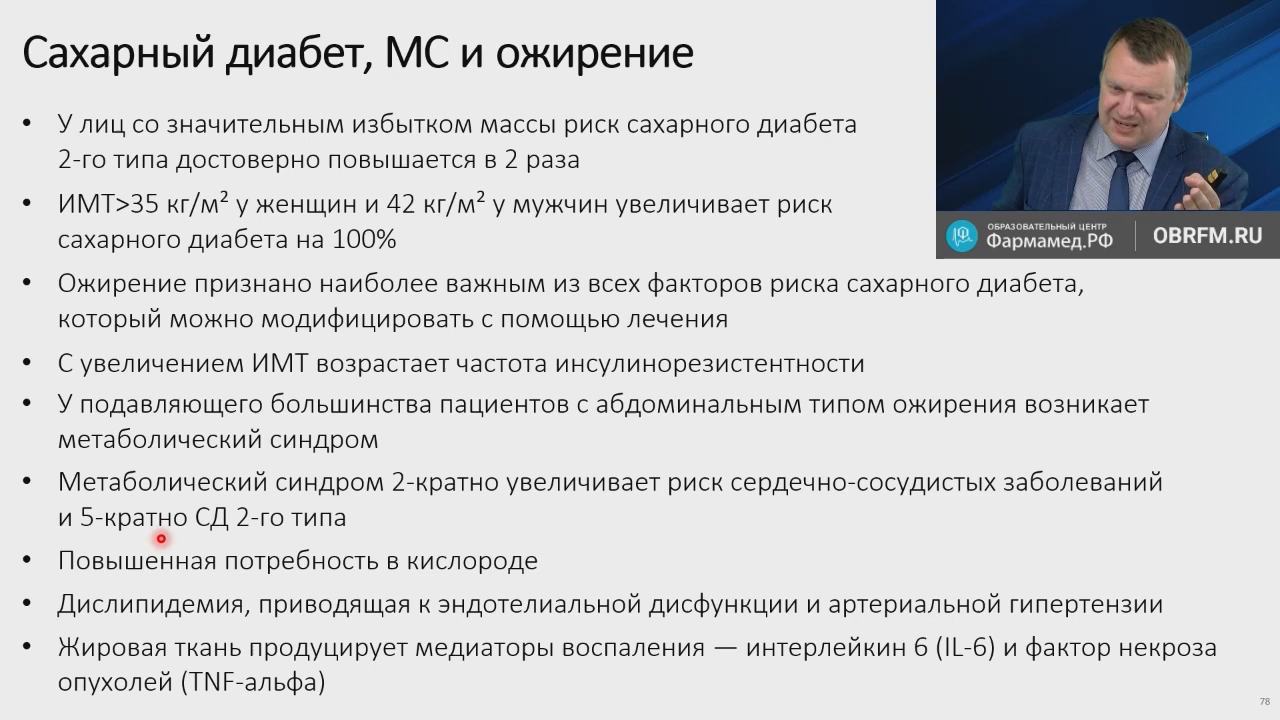 Сахарный диабет, МС и ожирение
• У лиц со значительным избытком массы риск сахарного диабета
2-го типа достоверно повышается в 2 раза
• ИМТ>35 кг/м² у женщин и 42 кг/м² у мужчин увеличивает риск
сахарного диабета на 100%
• Ожирение признано наиболее важным из всех факторов риска сахарного диабета,
который можно модифицировать с помощью лечения
• С увеличением ИМТ возрастает частота инсулинорезистентности
• У подавляющего большинства пациентов с абдоминальным типом ожирения возникает
метаболический синдром
• Метаболический синдром 2-кратно увеличивает риск сердечно-сосудистых заболеваний
и 5-кратно СД 2-го типа
• Повышенная потребность в кислороде
• Дислипидемия, приводящая к эндотелиальной дисфункции и артериальной гипертензии
• Жировая ткань продуцирует медиаторы воспаления — интерлейкин 6 (IL-6) и фактор некроза
опухолей (TNF-альфа)
ОБРАЗОВАТЕЛЬНЫЙ ЦЕНТР
Фармамед.РФ
OBRFM.RU
78